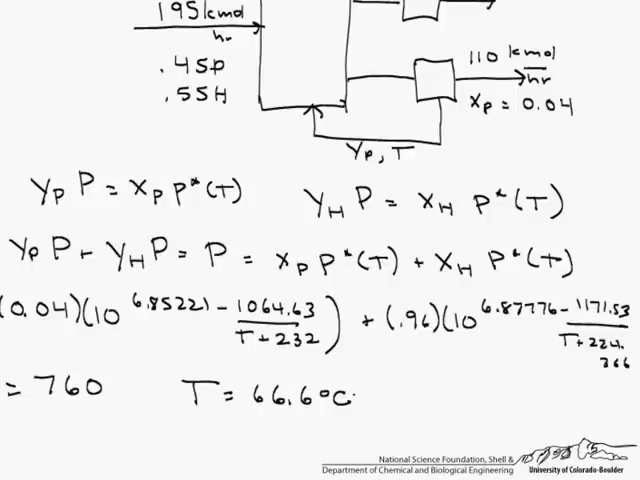 195 kmol
hr
.45P
.55H
110 kmol
hr
xp = 0.04
Yp, T
Yp P = Xp P*(T)
YH P = XH P*(T)
Yp P + YH P = P = Xp P*(T) + XH P*(T)
(0.04)(10^6.85221 - 1064.63 / T + 232) + (.96)(10^6.87776 - 1171.53 / T + 224.366
= 760 T = 66.6°C
National Science Foundation, Shell &
Department of Chemical and Biological Engineering
University of Colorado-Boulder